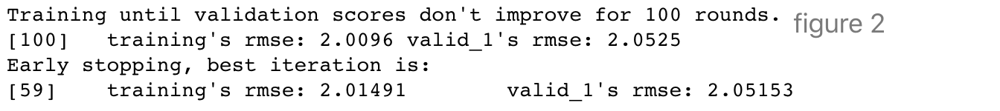 Training until validation scores don't improve for 100 rounds.
figure 2
[100] training's rmse: 2.0096 valid_1's rmse: 2.0525
Early stopping, best iteration is:
[59] training's rmse: 2.01491 valid_1's rmse: 2.05153